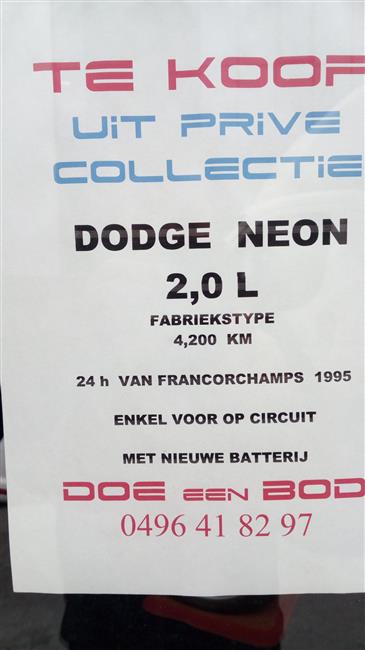 TE KOOP
UiT PRiVE
COLLECTiE
DODGE NEON
2,0 L
FABRIEKSTYPE
4,200 KM
24 h VAN FRANCORCHAMPS 1995
ENKEL VOOR OP CIRCUIT
MET NIEUWE BATTERIJ
DOE EEN BOD
0496 41 82 97